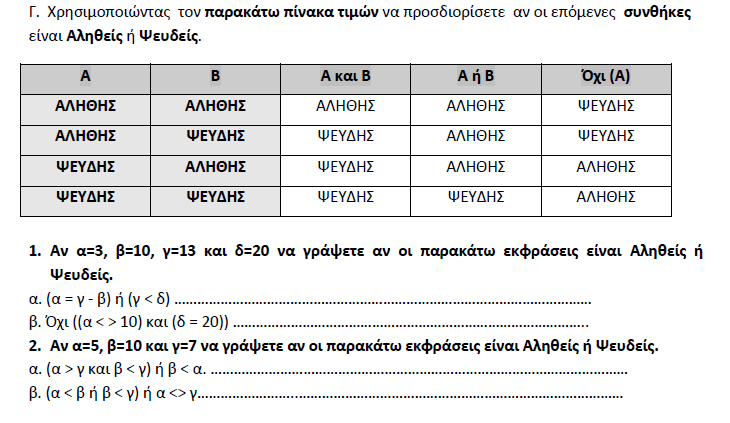 Γ. Χρησιμοποιώντας τον παρακάτω πίνακα τιμών να προσδιορίσετε αν οι επόμενες συνθήκες
είναι Αληθείς ή Ψευδείς.
Α Β Α και Β Α ή Β Όχι (Α)
ΑΛΗΘΗΣ ΑΛΗΘΗΣ ΑΛΗΘΗΣ ΑΛΗΘΗΣ ΨΕΥΔΗΣ
ΑΛΗΘΗΣ ΨΕΥΔΗΣ ΨΕΥΔΗΣ ΑΛΗΘΗΣ ΨΕΥΔΗΣ
ΨΕΥΔΗΣ ΑΛΗΘΗΣ ΨΕΥΔΗΣ ΑΛΗΘΗΣ ΑΛΗΘΗΣ
ΨΕΥΔΗΣ ΨΕΥΔΗΣ ΨΕΥΔΗΣ ΨΕΥΔΗΣ ΑΛΗΘΗΣ
1. Αν α=3, β=10, γ=13 και δ=20 να γράψετε αν οι παρακάτω εκφράσεις είναι Αληθείς ή
Ψευδείς.
α. (α = γ - β) ή (γ < δ) ……………………………………………………………………………………………
β. Όχι ((α < > 10) και (δ = 20)) ……………………………………………………………………………..
2. Αν α=5, β=10 και γ=7 να γράψετε αν οι παρακάτω εκφράσεις είναι Αληθείς ή Ψευδείς.
α. (α > γ και β < γ) ή β < α. ……………………………………………………………………………………………
β. (α < β ή β < γ) ή α <> γ……………………..………………………………………………………………………